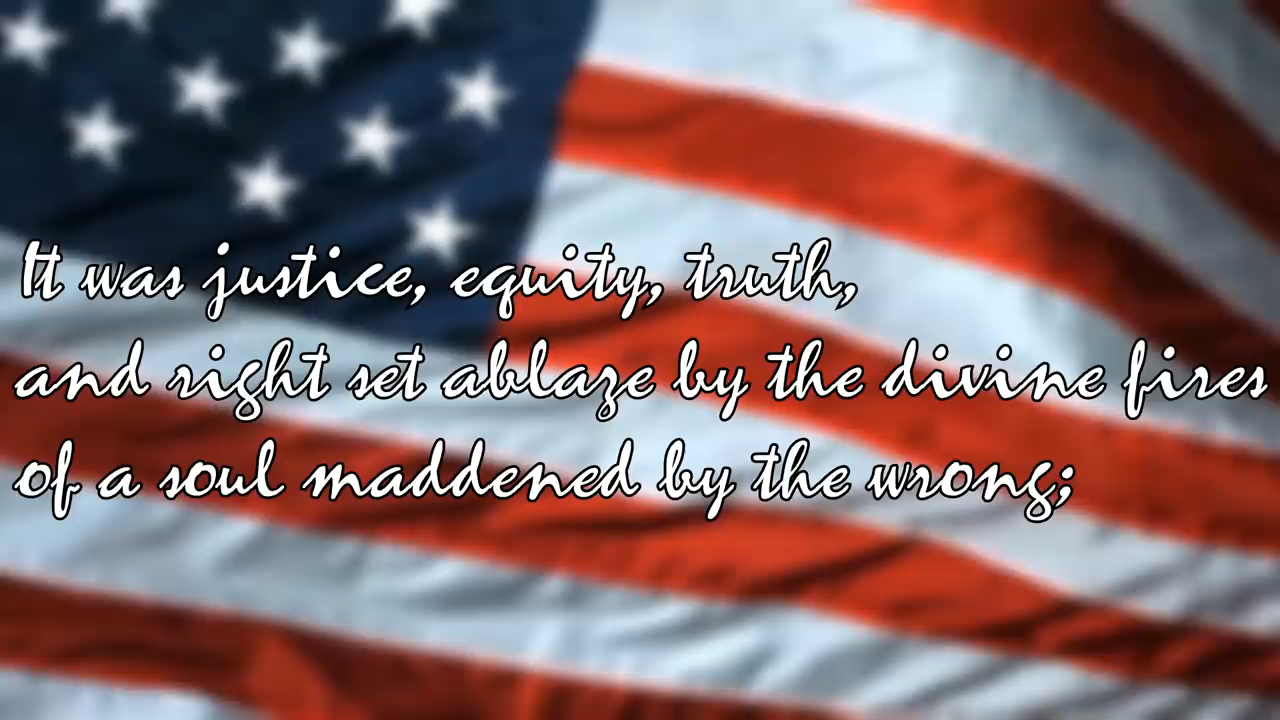 It was justice, equity, truth,
and right set ablaze by the divine fires
of a soul maddened by the wrong;